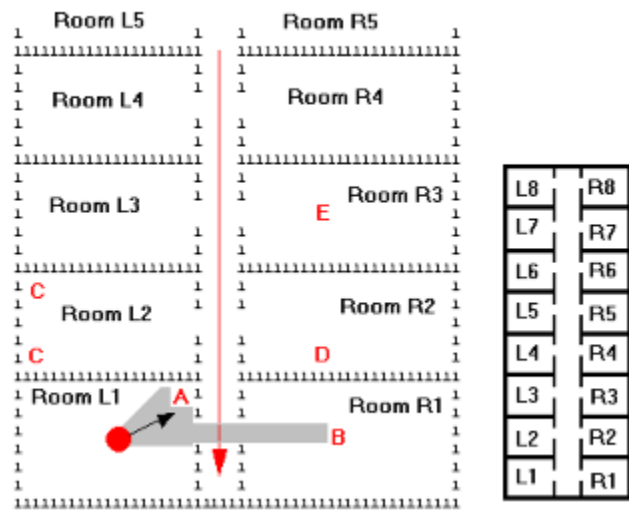 Room L5 Room R5
Room L4 Room R4
Room L3 Room R3
E
C
Room L2 Room R2
C D
Room L1 A Room R1
B
L8 R8
L7 R7
L6 R6
L5 R5
L4 R4
L3 R3
L2 R2
L1 R1